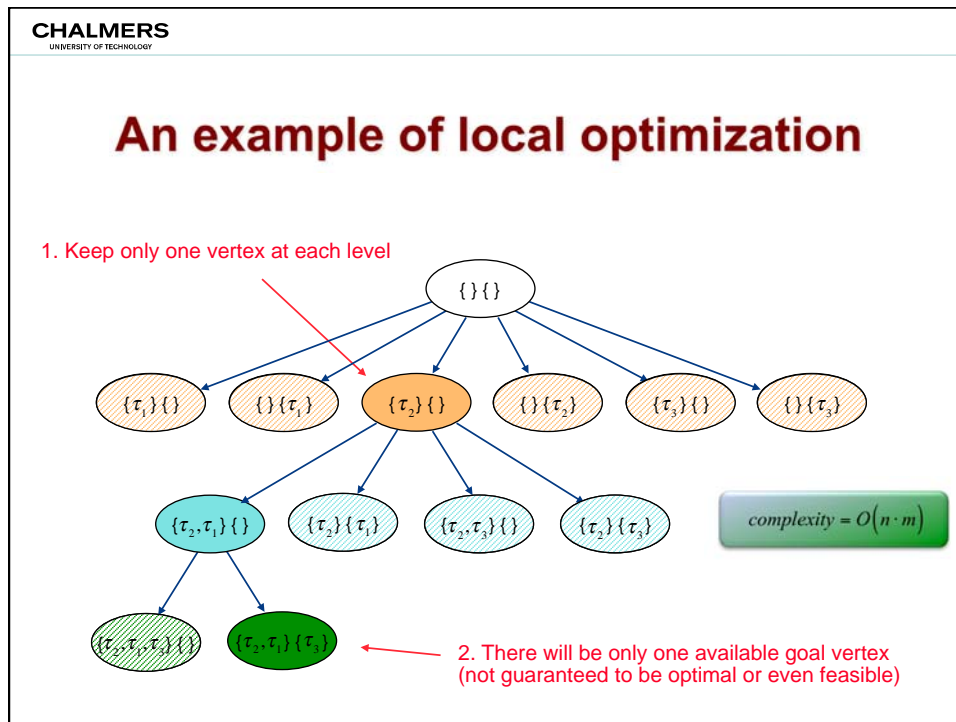 CHALMERS
UNIVERSITY OF TECHNOLOGY
An example of local optimization
1. Keep only one vertex at each level
{ } { }
{τ₁} { }
{ } {τ₁}
{τ₂} { }
{ } {τ₂}
{τ₃} { }
{ } {τ₃}
{τ₂, τ₁} { }
{τ₂} {τ₁}
{τ₂, τ₃} { }
{τ₂} {τ₃}
complexity = O(n · m)
{τ₂, τ₁, τ₃} { }
{τ₂, τ₁} {τ₃}
2. There will be only one available goal vertex
(not guaranteed to be optimal or even feasible)